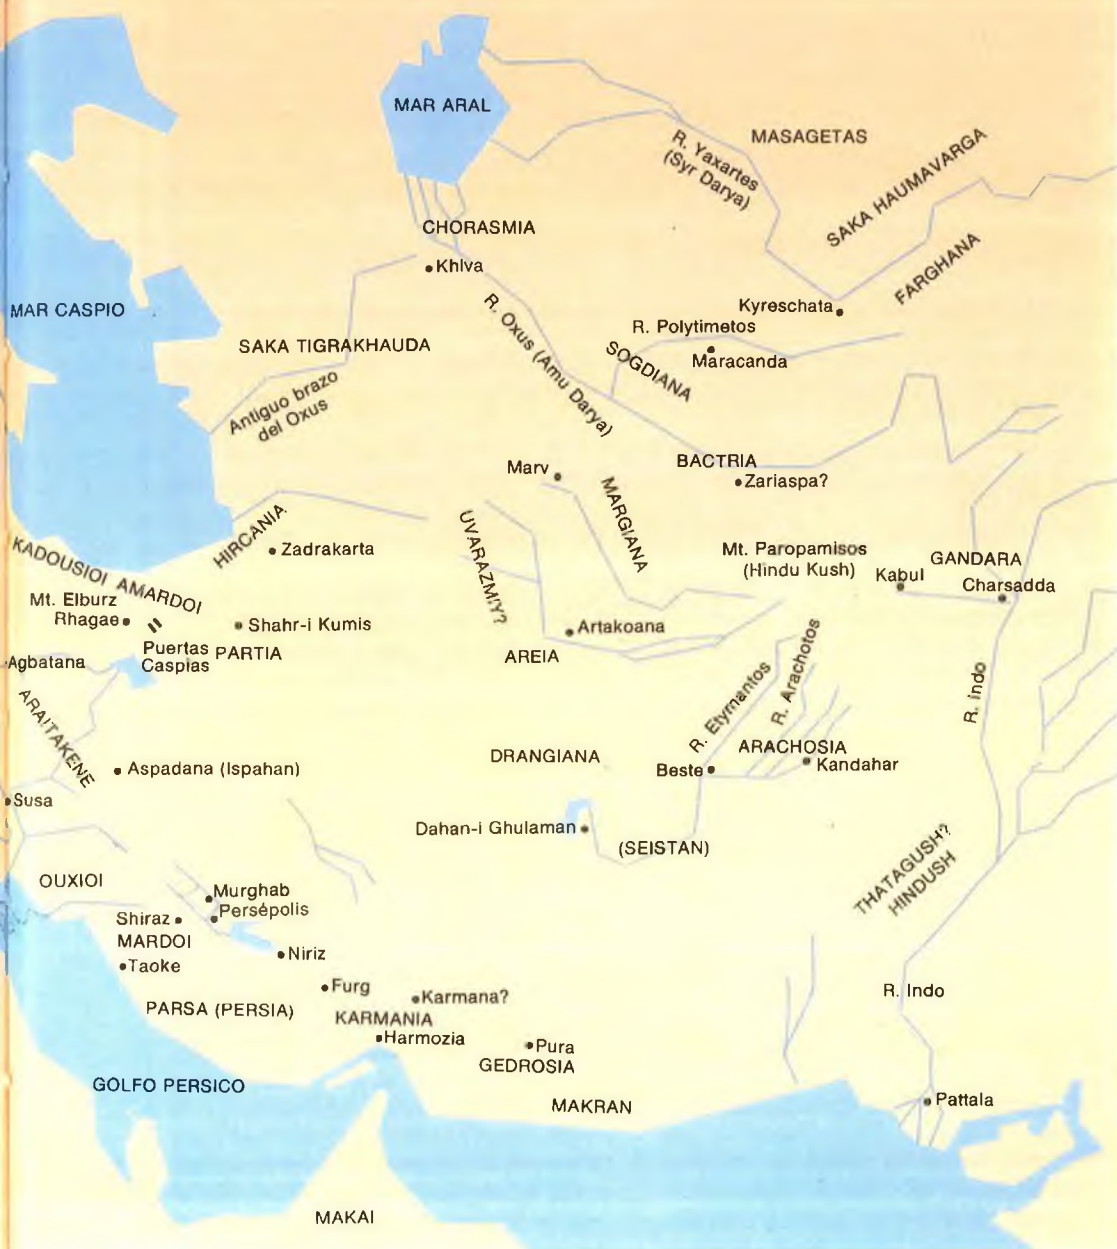 MAR ARAL
MASAGETAS
R. Yaxartes
(Syr Darya)
SAKA HAUMAVARGA
CHORASMIA
FARGHANA
Khiva
MAR CASPIO
Kyreschata
R. Oxus (Amu Darya)
R. Polytimetos
SAKA TIGRAKHAUDA
SOGDIANA
Maracanda
Antiguo brazo
del Oxus
BACTRIA
Marv
Zariaspa?
MARGIANA
HIRCANIA
UVARAZMIY?
KADOUSIOI AMARDOI
Zadrakarta
Mt. Paropamisos
(Hindu Kush)
GANDARA
Kabul
Charsadda
Mt. Elburz
Rhagae
Shahr-i Kumis
Artakoana
Puertas
Caspias
PARTIA
AREIA
Agbatana
R. Etymantos
R. Arachotos
R. Indo
ARAITAKENE
DRANGIANA
ARACHOSIA
Aspadana (Ispahan)
Beste
Kandahar
Susa
Dahan-i Ghulaman
(SEISTAN)
THATAGUSH?
HINDUSH
OUXIOI
Murghab
Shiraz
Persépolis
MARDOI
Niriz
Taoke
Furg
Karmana?
R. Indo
PARSA (PERSIA)
KARMANIA
Harmozia
Pura
GEDROSIA
GOLFO PERSICO
MAKRAN
Pattala
MAKAI